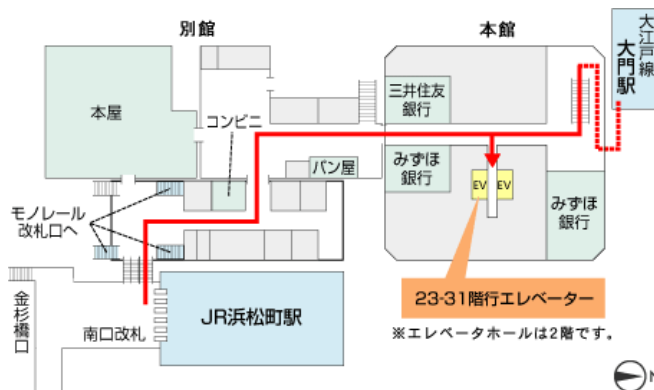 別館
本館
大江戸線
大門駅
三井住友
銀行
本屋
コンビニ
パン屋
みずほ
銀行
EV
EV
みずほ
銀行
モノレール
改札口へ
23-31階行エレベーター
JR浜松町駅
※エレベータホールは2階です。
金杉橋口
南口改札
N